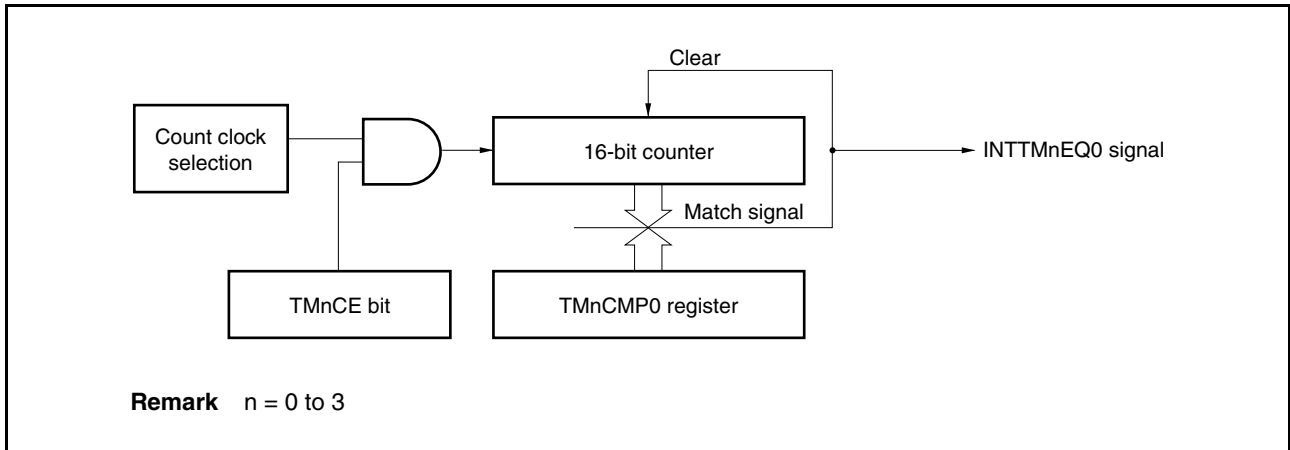 Clear
Count clock
selection
16-bit counter
INTTMnEQ0 signal
Match signal
TMnCE bit
TMnCMP0 register
Remark n = 0 to 3